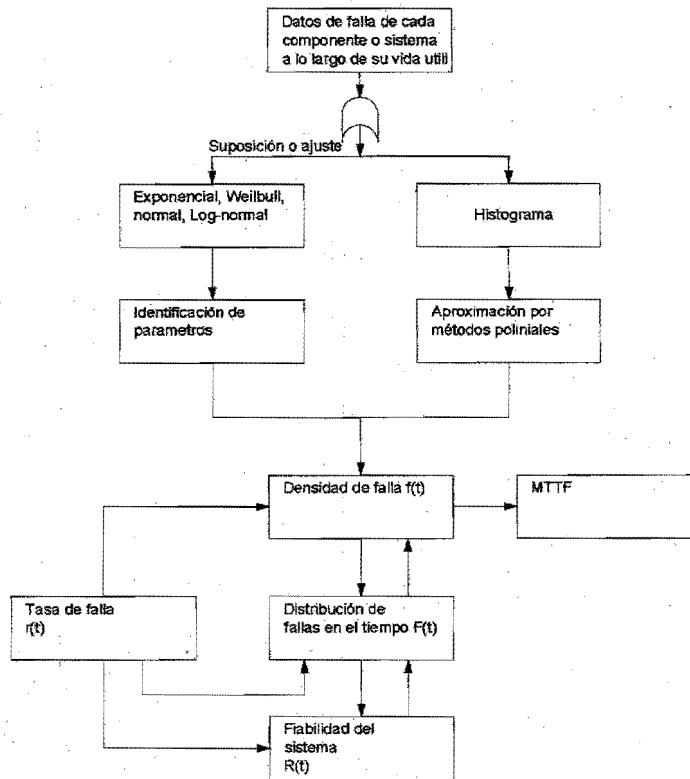 Datos de falla de cada
componente o sistema
a lo largo de su vida utili
Suposición o ajuste
Exponencial, Weilbull,
normal, Log-normal
Histograma
Identificación de
parametros
Aproximación por
métodos poliniales
Densidad de falla f(t)
MTTF
Tasa de falla
r(t)
Distribución de
fallas en el tiempo F(t)
Fiabilidad del
sistema
R(t)